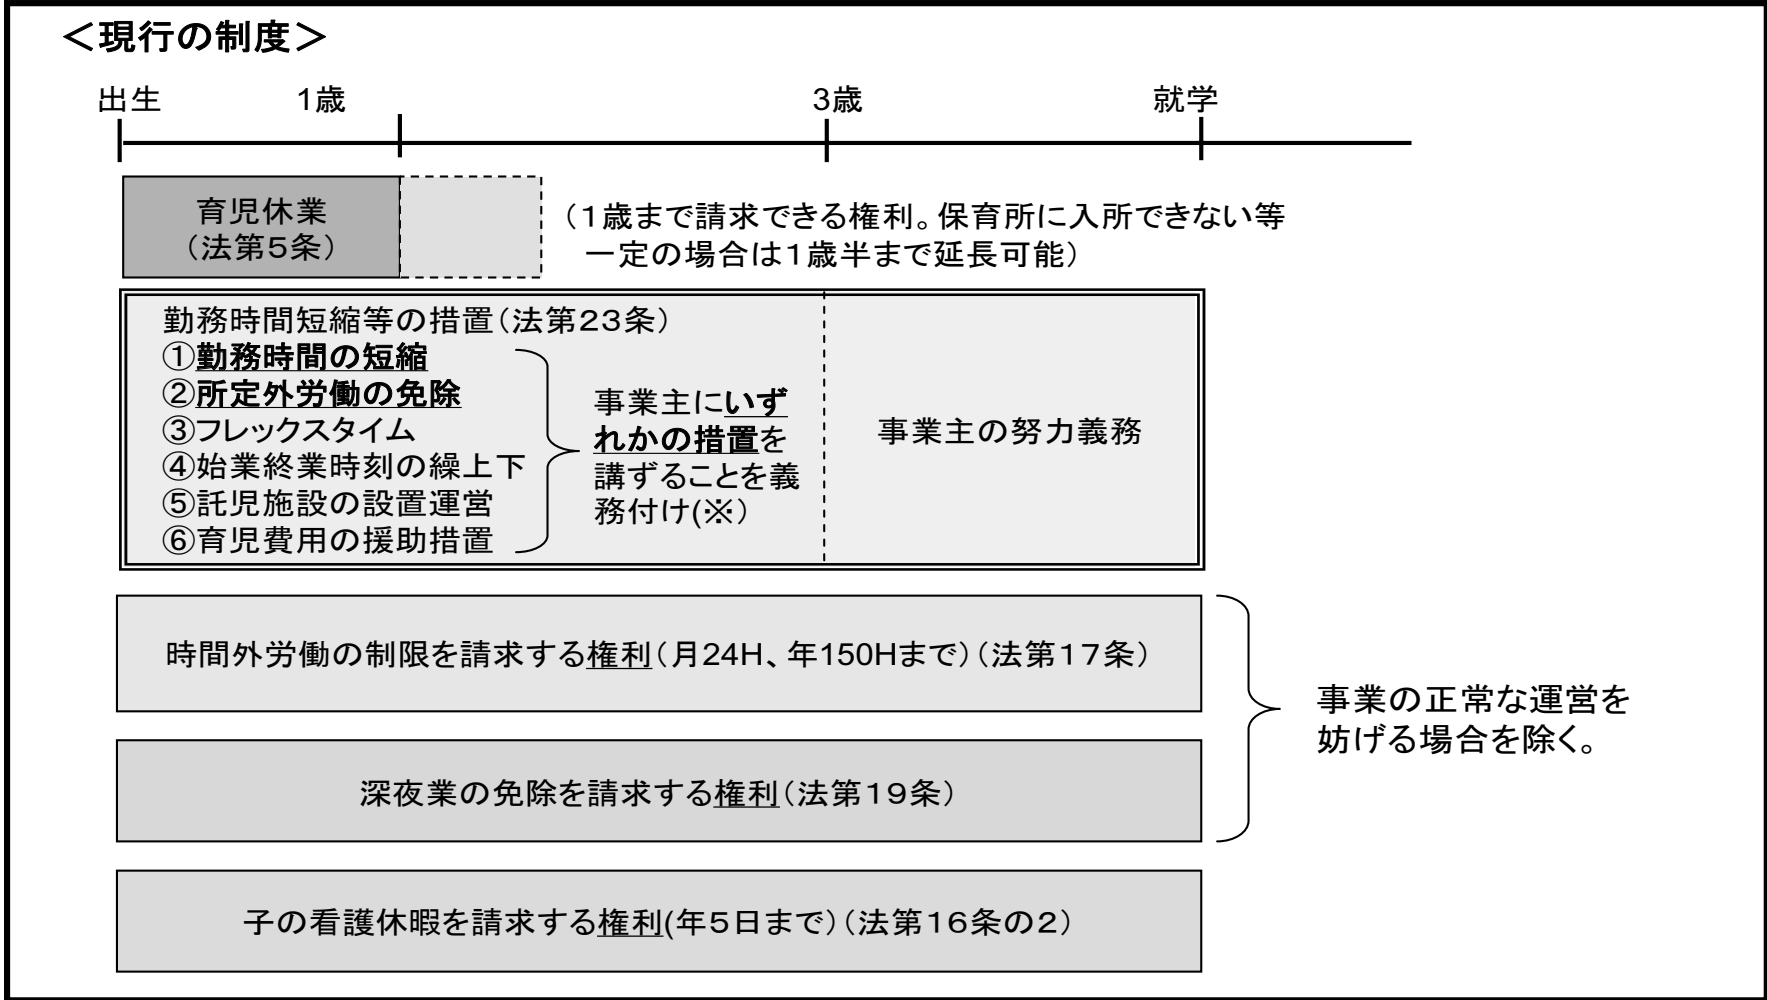 ＜現行の制度＞
出生 1歳 3歳 就学
育児休業
（法第５条）
（１歳まで請求できる権利。保育所に入所できない等
一定の場合は１歳半まで延長可能）
勤務時間短縮等の措置（法第２３条）
①勤務時間の短縮
②所定外労働の免除
③フレックスタイム
④始業終業時刻の繰上下
⑤託児施設の設置運営
⑥育児費用の援助措置
事業主にいず
れかの措置を
講ずることを義
務付け(※）
事業主の努力義務
時間外労働の制限を請求する権利（月24H、年150Hまで）（法第１７条）
深夜業の免除を請求する権利（法第１９条）
事業の正常な運営を
妨げる場合を除く。
子の看護休暇を請求する権利(年５日まで）（法第１６条の２）